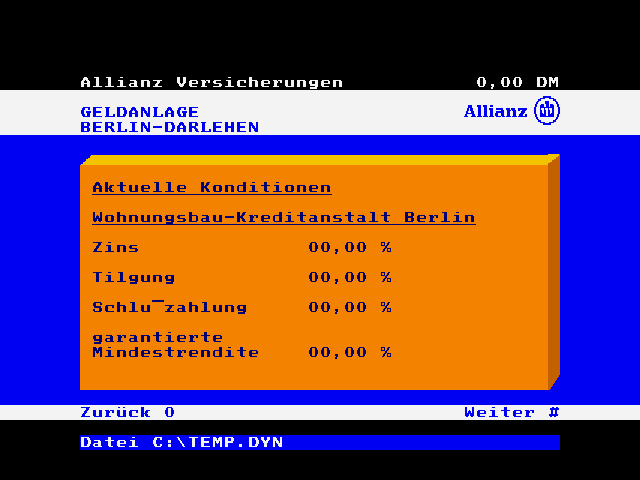 Allianz Versicherungen 0,00 DM
GELDANLAGE
BERLIN-DARLEHEN
Allianz
Aktuelle Konditionen
Wohnungsbau-Kreditanstalt Berlin
Zins 00,00 %
Tilgung 00,00 %
Schlu‾zahlung 00,00 %
garantierte
Mindestrendite 00,00 %
Zurück 0 Weiter #
Datei C:\TEMP.DYN